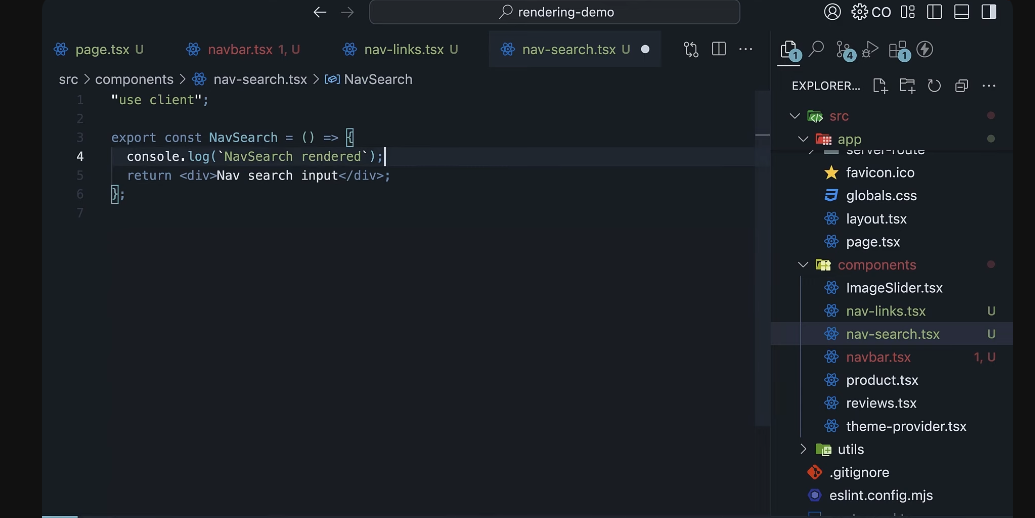 rendering-demo
CO
page.tsx U
navbar.tsx 1, U
nav-links.tsx U
nav-search.tsx U
1
4
1
src > components > nav-search.tsx > NavSearch
EXPLORER...
1 "use client";
2
3 export const NavSearch = () => {
4 console.log(`NavSearch rendered`);
5 return <div>Nav search input</div>;
6 };
7
src
app
server-route
favicon.ico
globals.css
layout.tsx
page.tsx
components
ImageSlider.tsx
nav-links.tsx U
nav-search.tsx U
navbar.tsx 1, U
product.tsx
reviews.tsx
theme-provider.tsx
utils
.gitignore
eslint.config.mjs